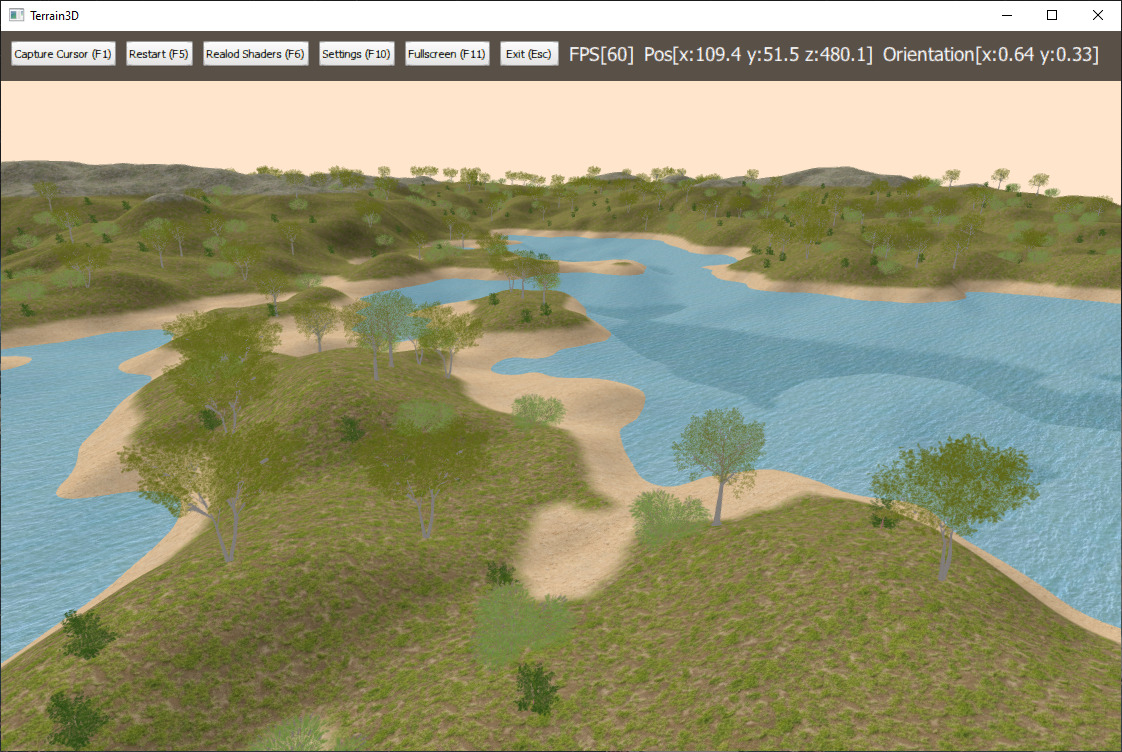 Terrain3D
Capture Cursor (F1) Restart (F5) Realod Shaders (F6) Settings (F10) Fullscreen (F11) Exit (Esc) FPS[60] Pos[x:109.4 y:51.5 z:480.1] Orientation[x:0.64 y:0.33]